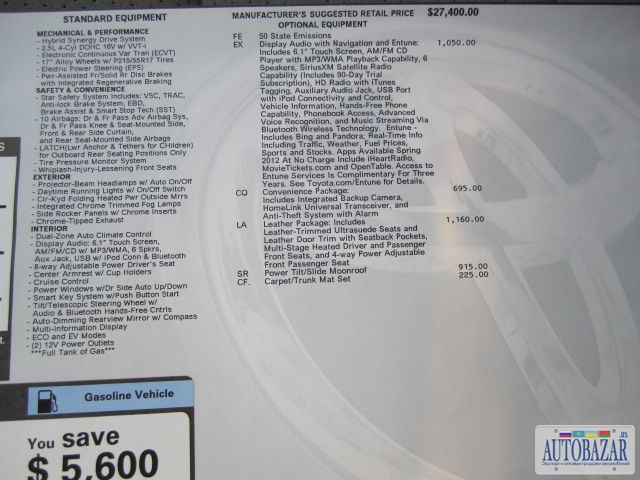 STANDARD EQUIPMENT
MECHANICAL & PERFORMANCE
- Hybrid Synergy Drive System
- 2.5L 4-Cyl DOHC 16V w/ VVT-i
- Electronic Continuous Var Tran (ECVT)
- 17" Alloy Wheels w/ P215/55R17 Tires
- Electric Power Steering (EPS)
- Pwr-Assisted Fr/Solid Rr Disc Brakes
with Integrated Regenerative Braking
SAFETY & CONVENIENCE
- Star Safety System Includes: VSC, TRAC,
Anti-lock Brake System, EBD,
Brake Assist & Smart Stop Tech (SST)
- 10 Airbags: Dr & Fr Pass Adv Airbag Sys,
Dr & Fr Pass Knee & Seat-Mounted Side,
Front & Rear Side Curtain,
and Rear Seat-Mounted Side Airbags
- LATCH(Lwr Anchor & Tethers for CHildren)
for Outboard Rear Seating Positions Only
- Tire Pressure Monitor System
- Whiplash-Injury-Lessening Front Seats
EXTERIOR
- Projector-Beam Headlamps w/ Auto On/Off
- Daytime Running Lights w/ On/Off Switch
- Clr-Kyd Folding Heated Pwr Outside Mrrs
- Integrated Chrome Trimmed Fog Lamps
- Side Rocker Panels w/ Chrome Inserts
- Chrome-Tipped Exhaust
INTERIOR
- Dual-Zone Auto Climate Control
- Display Audio: 6.1" Touch Screen,
AM/FM/CD w/ MP3/WMA, 6 Spkrs,
Aux Jack, USB w/ iPod Conn & Bluetooth
- 8-way Adjustable Power Driver's Seat
- Center Armrest w/ Cup Holders
- Cruise Control
- Power Windows w/Dr Side Auto Up/Down
- Smart Key System w/Push Button Start
- Tilt/Telescopic Steering Wheel w/
Audio & Bluetooth Hands-Free Cntrls
- Auto-Dimming Rearview Mirror w/ Compass
- Multi-Information Display
- ECO and EV Modes
- (2) 12V Power Outlets
***Full Tank of Gas***
MANUFACTURER'S SUGGESTED RETAIL PRICE $27,400.00
OPTIONAL EQUIPMENT
FE 50 State Emissions
EX Display Audio with Navigation and Entune: 1,050.00
Includes 6.1" Touch Screen, AM/FM CD
Player with MP3/WMA Playback Capability, 6
Speakers, SiriusXM Satellite Radio
Capability (Includes 90-Day Trial
Subscription), HD Radio with iTunes
Tagging, Auxiliary Audio Jack, USB Port
with iPod Connectivity and Control,
Vehicle Information, Hands-Free Phone
Capability, Phonebook Access, Advanced
Voice Recognition, and Music Streaming Via
Bluetooth Wireless Technology. Entune -
Includes Bing and Pandora; Real-Time Info
Including Traffic, Weather, Fuel Prices,
Sports and Stocks. Apps Available Spring
2012 At No Charge Include iHeartRadio,
MovieTickets.com and OpenTable. Access to
Entune Services Is Complimentary For Three
Years. See Toyota.com/Entune for Details.
CQ Convenience Package: 695.00
Includes Integrated Backup Camera,
HomeLink Universal Transceiver, and
Anti-Theft System with Alarm
LA Leather Package: Includes 1,160.00
Leather-Trimmed Ultrasuede Seats and
Leather Door Trim with Seatback Pockets,
Multi-Stage Heated Driver and Passenger
Front Seats, and 4-way Power Adjustable
Front Passenger Seat
SR Power Tilt/Slide Moonroof 915.00
CF. Carpet/Trunk Mat Set 225.00
Gasoline Vehicle
You save
$ 5,600
AUTOBAZAR.US